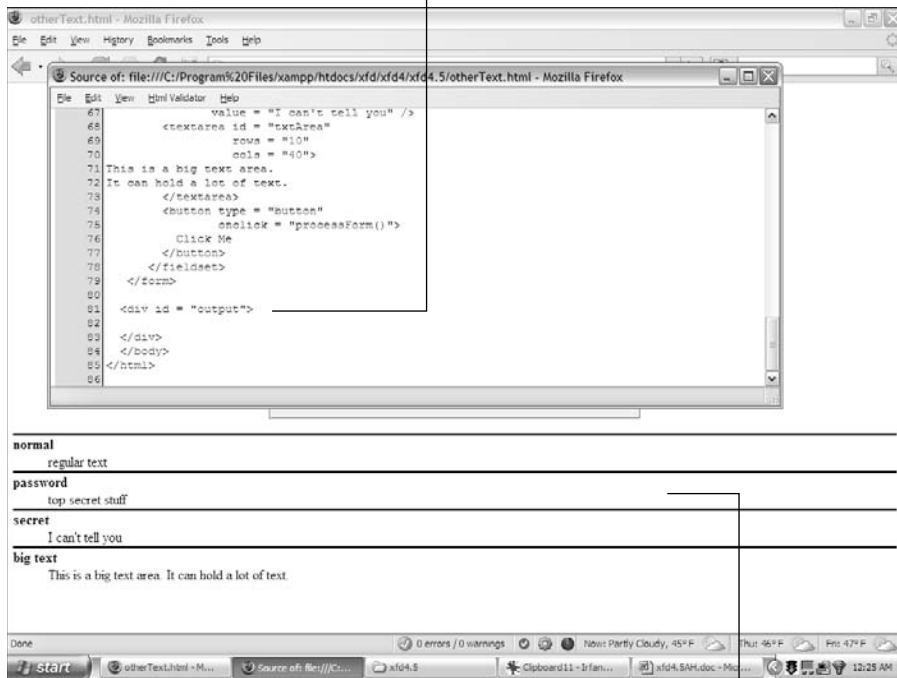 otherText.html - Mozilla Firefox
File Edit View History Bookmarks Tools Help
Source of: file:///C:/Program%20Files/xampp/htdocs/xfd/xfd4/xfd4.5/otherText.html - Mozilla Firefox
File Edit View Html Validator Help
67 value = "I can't tell you" />
68 <textarea id = "txtArea"
69 rows = "10"
70 cols = "40">
71 This is a big text area.
72 It can hold a lot of text.
73 </textarea>
74 <button type = "button"
75 onclick = "processForm()">
76 Click Me
77 </button>
78 </fieldset>
79 </form>
80
81 <div id = "output">
82
83 </div>
84 </body>
85 </html>
86
normal
regular text
password
top secret stuff
secret
I can't tell you
big text
This is a big text area. It can hold a lot of text.
Done 0 errors / 0 warnings Now: Partly Cloudy, 45°F Thu: 46°F Fri: 47°F
start otherText.html - M... Source of: file:///C:... xfd4.5 Clipboard11 - Irfan... xfd4.5AH.doc - Mic... 12:25 AM